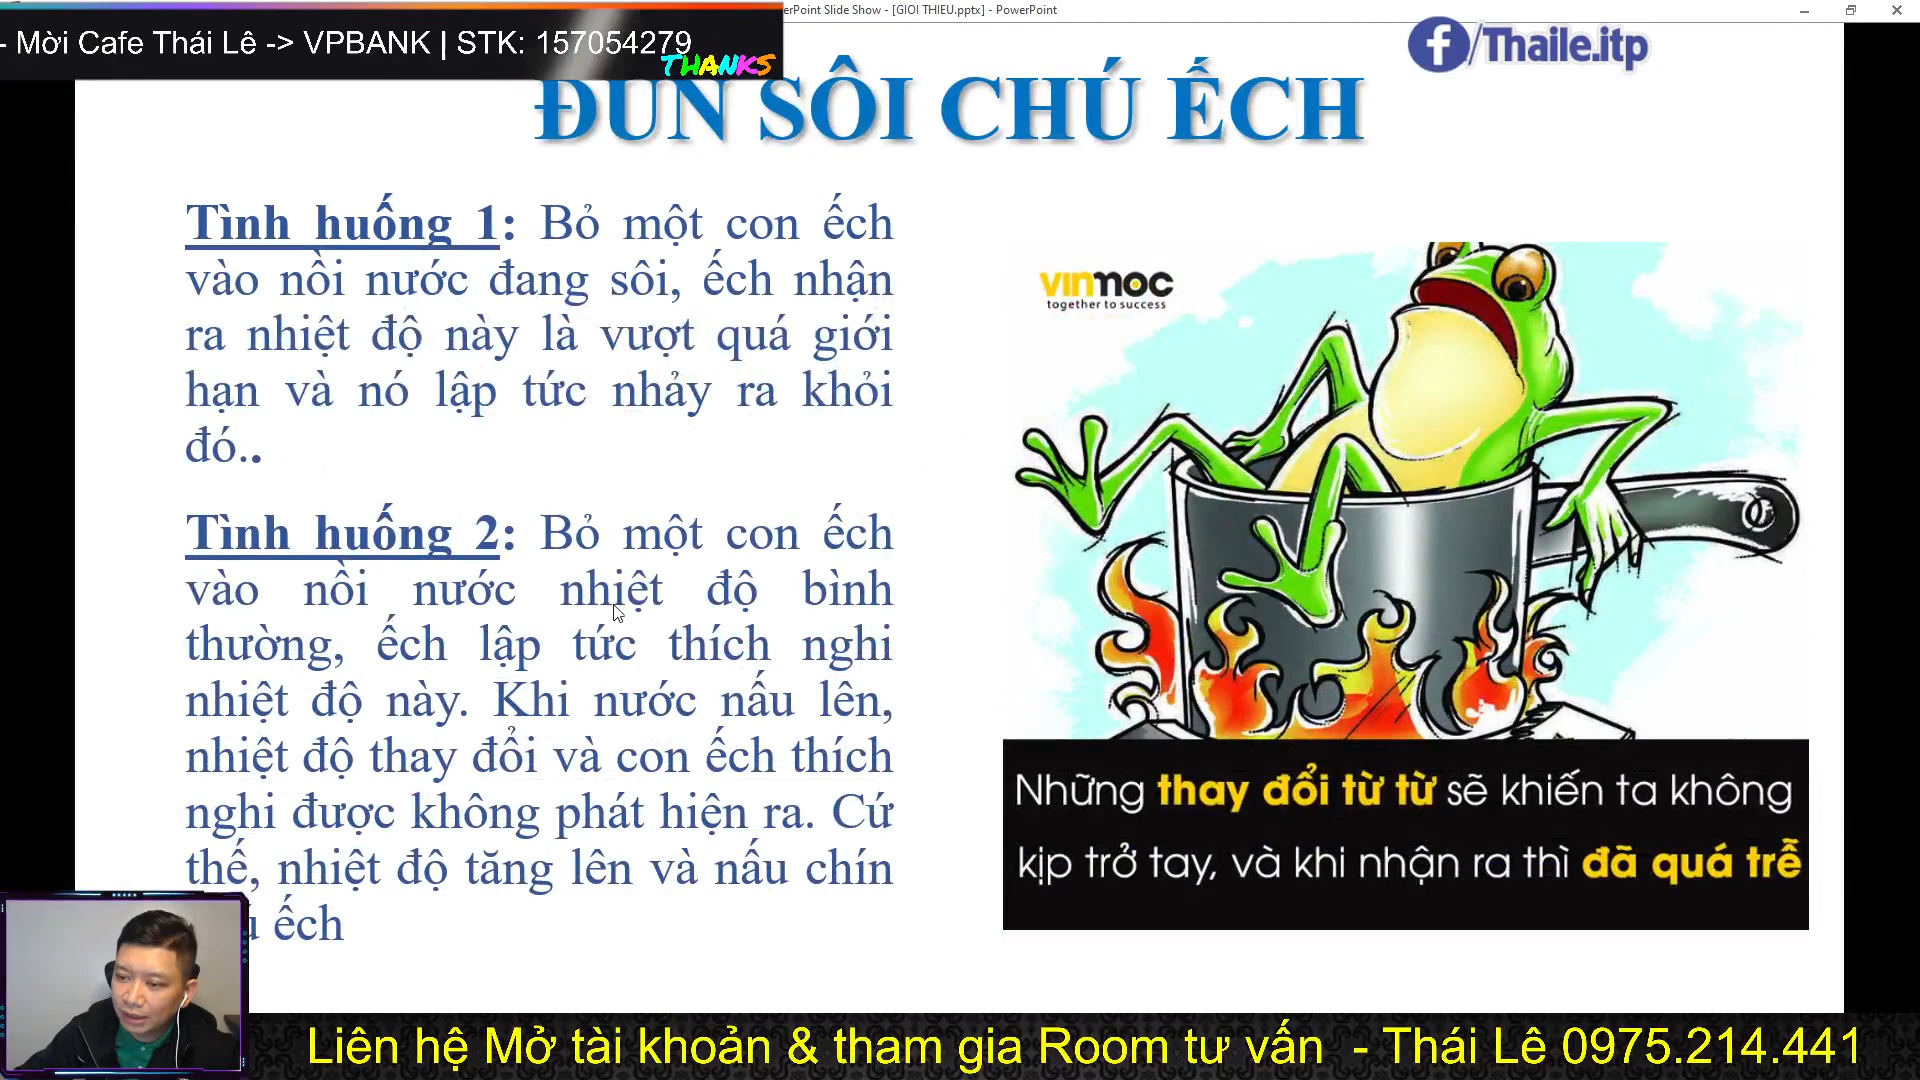 erPoint Slide Show - [GIOI THIEU.pptx] - PowerPoint
- Mời Cafe Thái Lê -> VPBANK | STK: 157054279
THANKS
f/Thaile.itp
ĐUN SÔI CHÚ ẾCH
Tình huống 1: Bỏ một con ếch
vào nồi nước đang sôi, ếch nhận
ra nhiệt độ này là vượt quá giới
hạn và nó lập tức nhảy ra khỏi
đó..
Tình huống 2: Bỏ một con ếch
vào nồi nước nhiệt độ bình
thường, ếch lập tức thích nghi
nhiệt độ này. Khi nước nấu lên,
nhiệt độ thay đổi và con ếch thích
nghi được không phát hiện ra. Cứ
thế, nhiệt độ tăng lên và nấu chín
ếch
vinmoc
together to success
Những thay đổi từ từ sẽ khiến ta không
kịp trở tay, và khi nhận ra thì đã quá trễ
Liên hệ Mở tài khoản & tham gia Room tư vấn - Thái Lê 0975.214.441